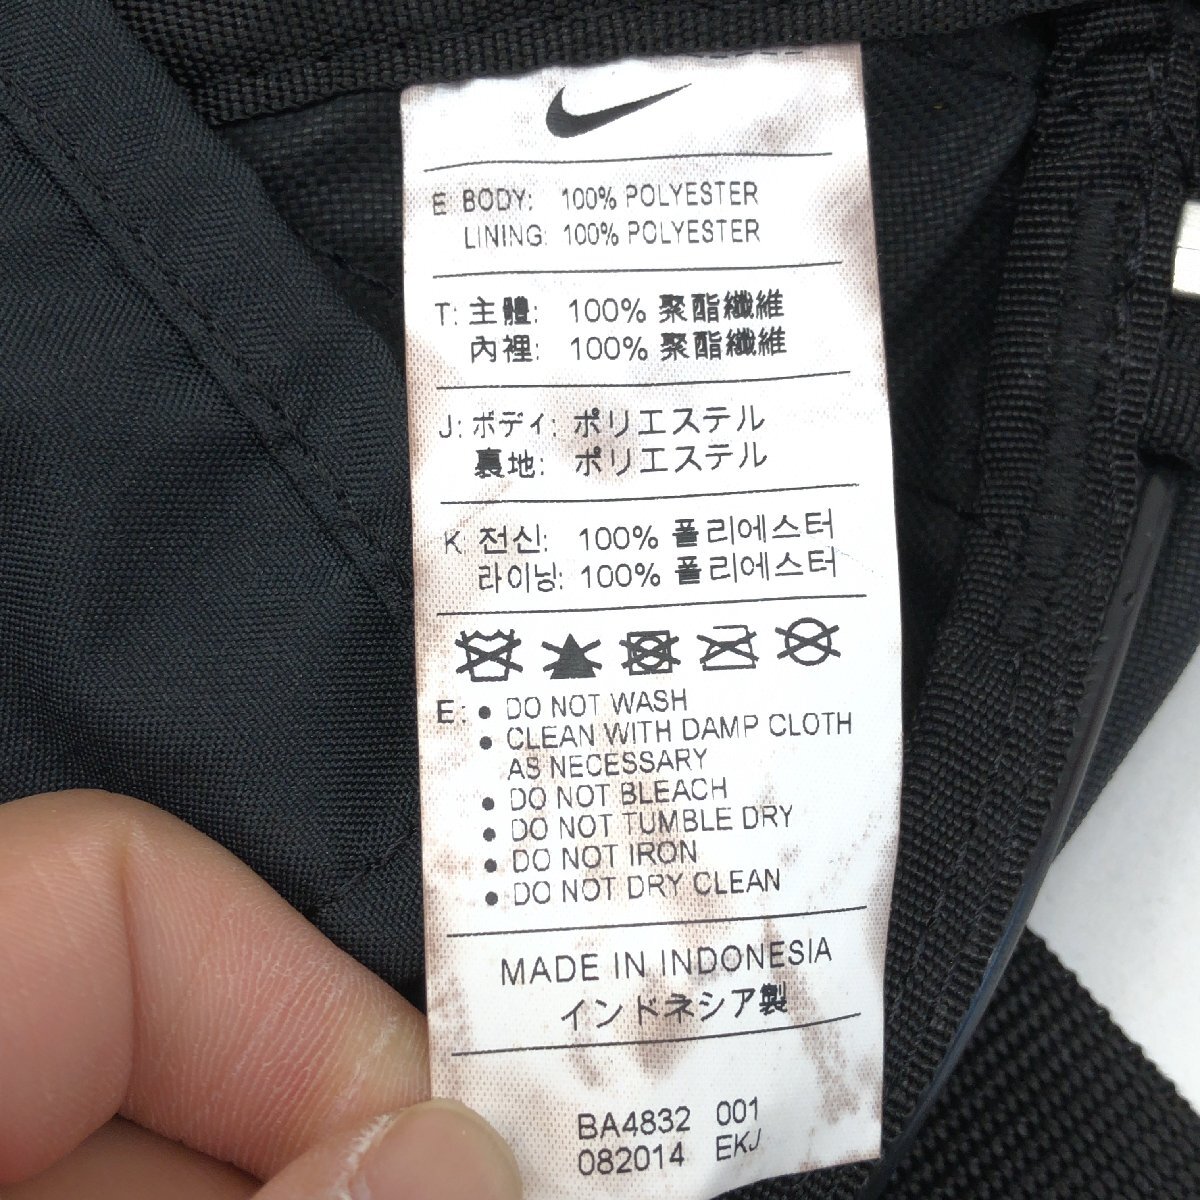 E: BODY: 100% POLYESTER
LINING: 100% POLYESTER
T: 主體: 100% 聚酯纖維
內裡: 100% 聚酯纖維
J: ボディ: ポリエステル
裏地: ポリエステル
K: 전신: 100% 폴리에스터
라이닝: 100% 폴리에스터
E: • DO NOT WASH
• CLEAN WITH DAMP CLOTH
AS NECESSARY
• DO NOT BLEACH
• DO NOT TUMBLE DRY
• DO NOT IRON
• DO NOT DRY CLEAN
MADE IN INDONESIA
インドネシア製
BA4832 001
082014 EKJ